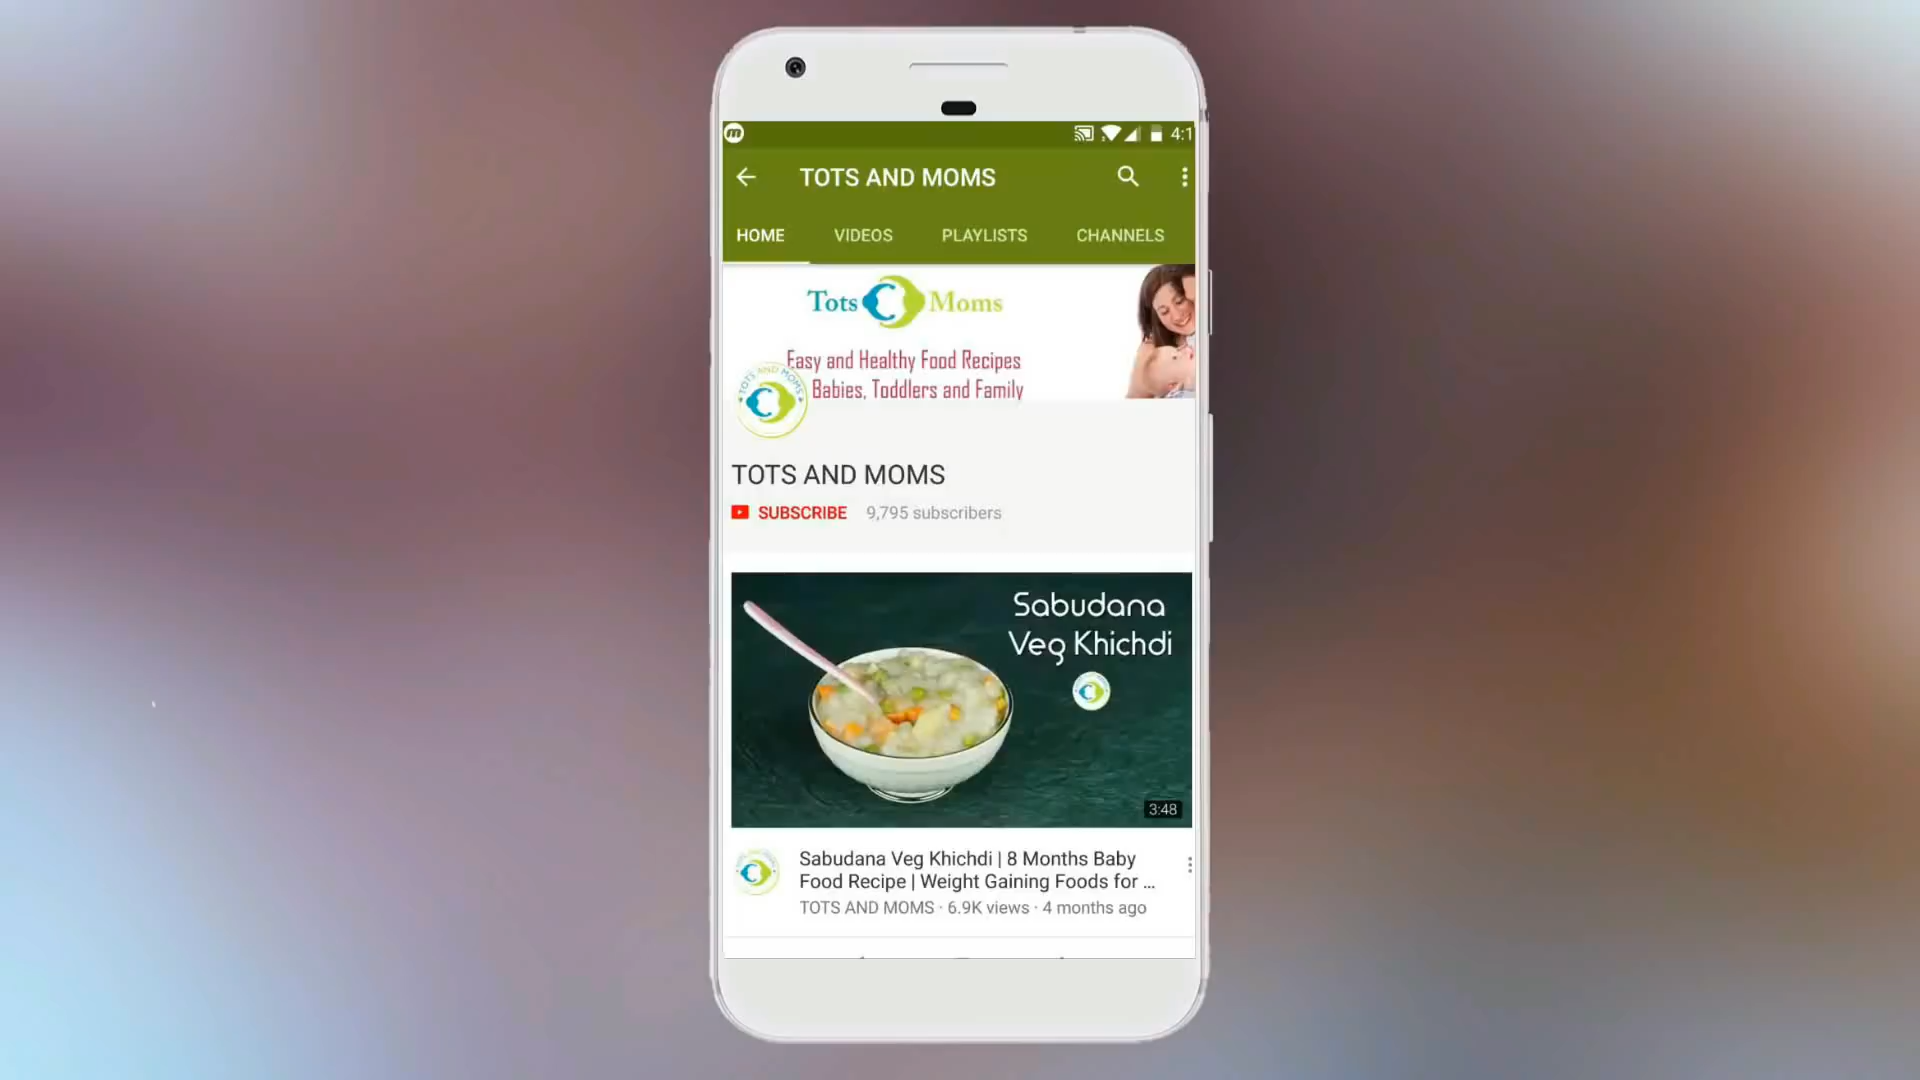 4:1
TOTS AND MOMS
HOME VIDEOS PLAYLISTS CHANNELS
Tots Moms
Easy and Healthy Food Recipes
Babies, Toddlers and Family
TOTS AND MOMS
TOTS AND MOMS
SUBSCRIBE 9,795 subscribers
Sabudana
Veg Khichdi
3:48
Sabudana Veg Khichdi | 8 Months Baby
Food Recipe | Weight Gaining Foods for ...
TOTS AND MOMS · 6.9K views · 4 months ago